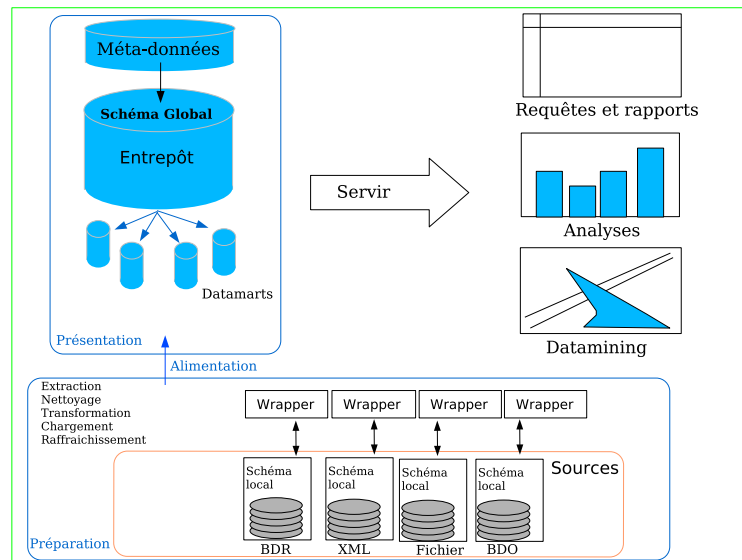 Méta-données
Schéma Global
Entrepôt
Datamarts
Présentation
Servir
Requêtes et rapports
Analyses
Datamining
Alimentation
Extraction
Nettoyage
Transformation
Chargement
Raffraichissement
Wrapper
Wrapper
Wrapper
Wrapper
Sources
Schéma
local
Schéma
local
Schéma
local
Schéma
local
BDR
XML
Fichier
BDO
Préparation